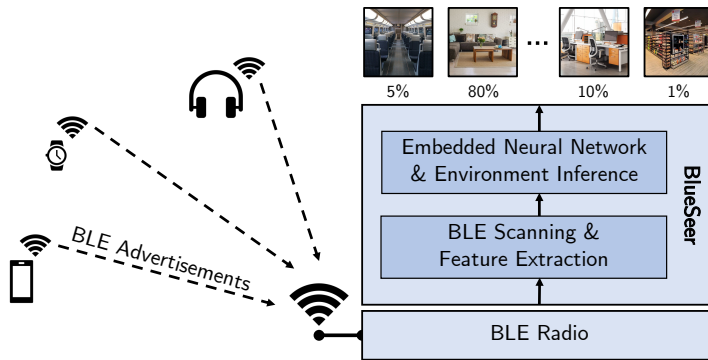 ...
5%
80%
10%
1%
Embedded Neural Network
& Environment Inference
BlueSeer
BLE Scanning &
Feature Extraction
BLE Advertisements
BLE Radio